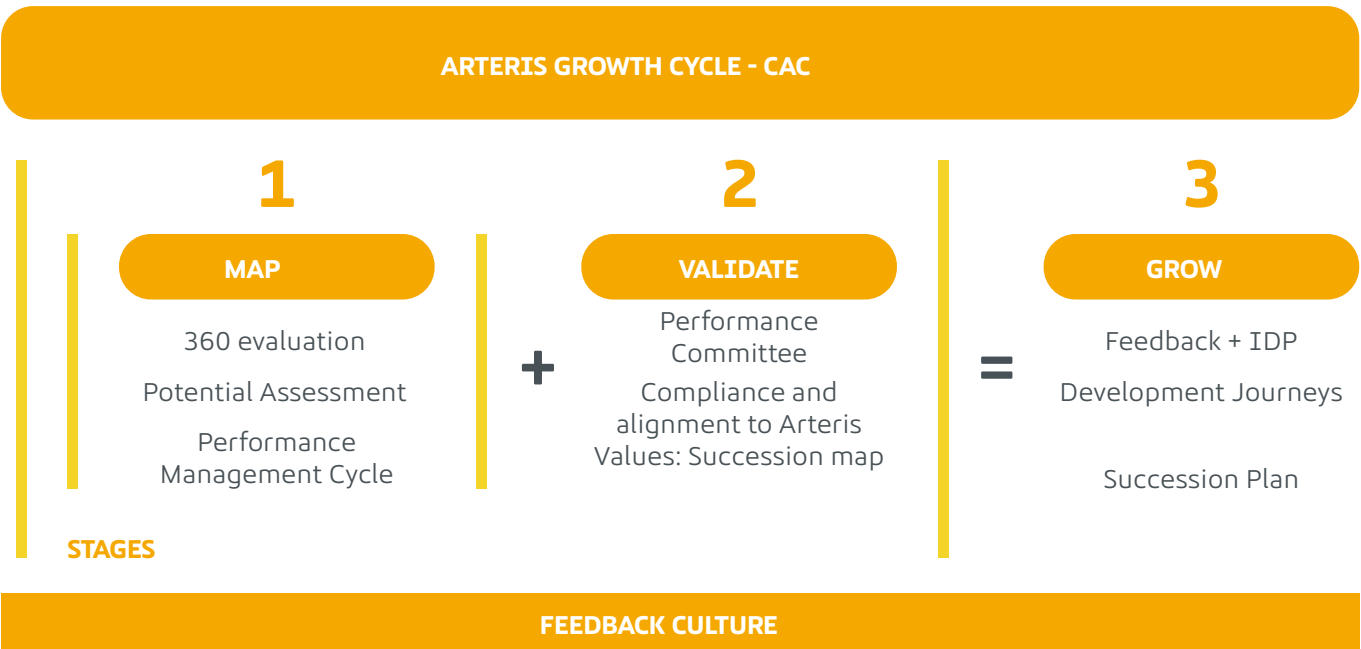 ARTERIS GROWTH CYCLE - CAC
1
MAP
360 evaluation
Potential Assessment
Performance
Management Cycle
+
2
VALIDATE
Performance
Committee
Compliance and
alignment to Arteris
Values: Succession map
=
3
GROW
Feedback + IDP
Development Journeys
Succession Plan
STAGES
FEEDBACK CULTURE